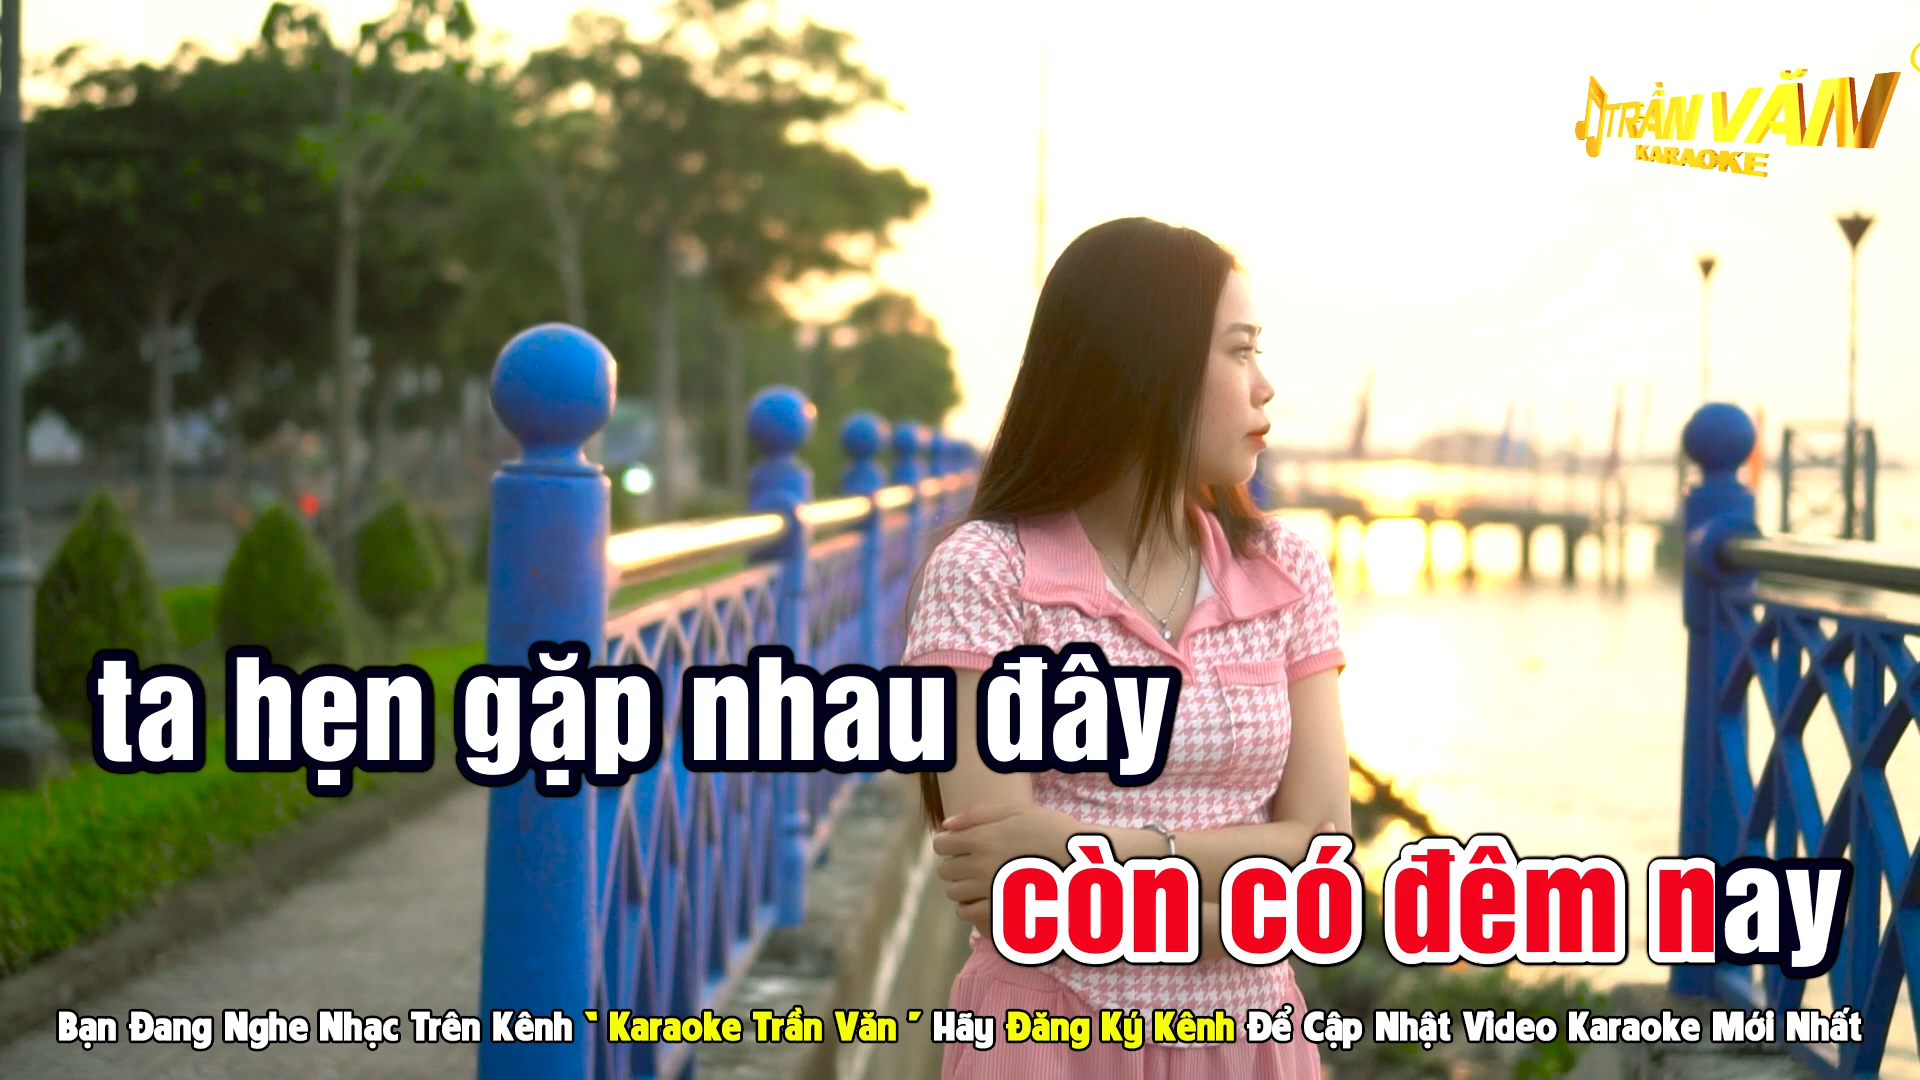 TRẦN VĂN
KARAOKE
ta hẹn gặp nhau đây
còn có đêm nay
Bạn Đang Nghe Nhạc Trên Kênh ` Karaoke Trần Văn ´ Hãy Đăng Ký Kênh Để Cập Nhật Video Karaoke Mới Nhất